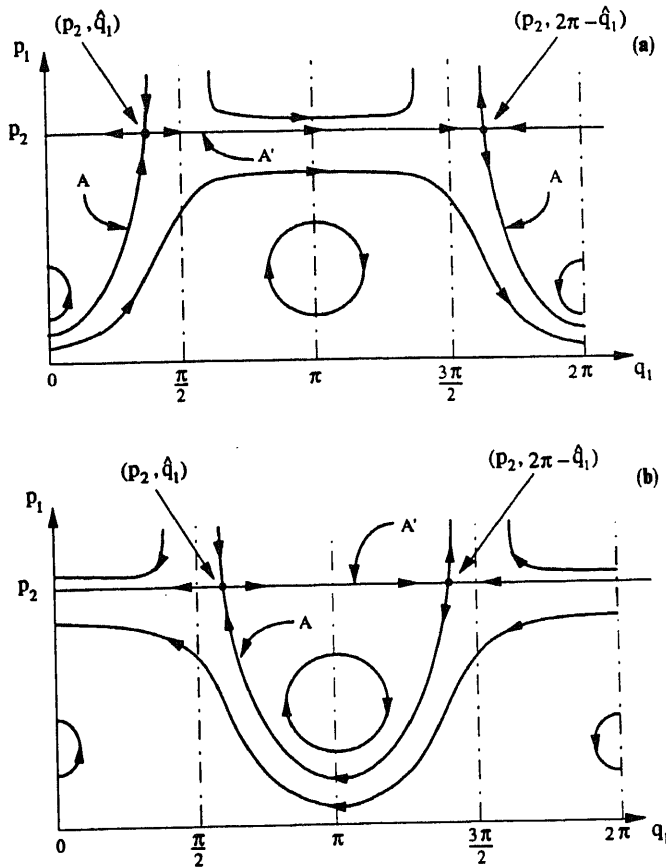 (p₂, q̂₁)
(p₂, 2π−q̂₁)
(a)
p₁
p₂
A'
A
A
0
π/2
π
3π/2
2π
q₁
(p₂, q̂₁)
(p₂, 2π−q̂₁)
(b)
p₁
p₂
A'
A
0
π/2
π
3π/2
2π
q₁